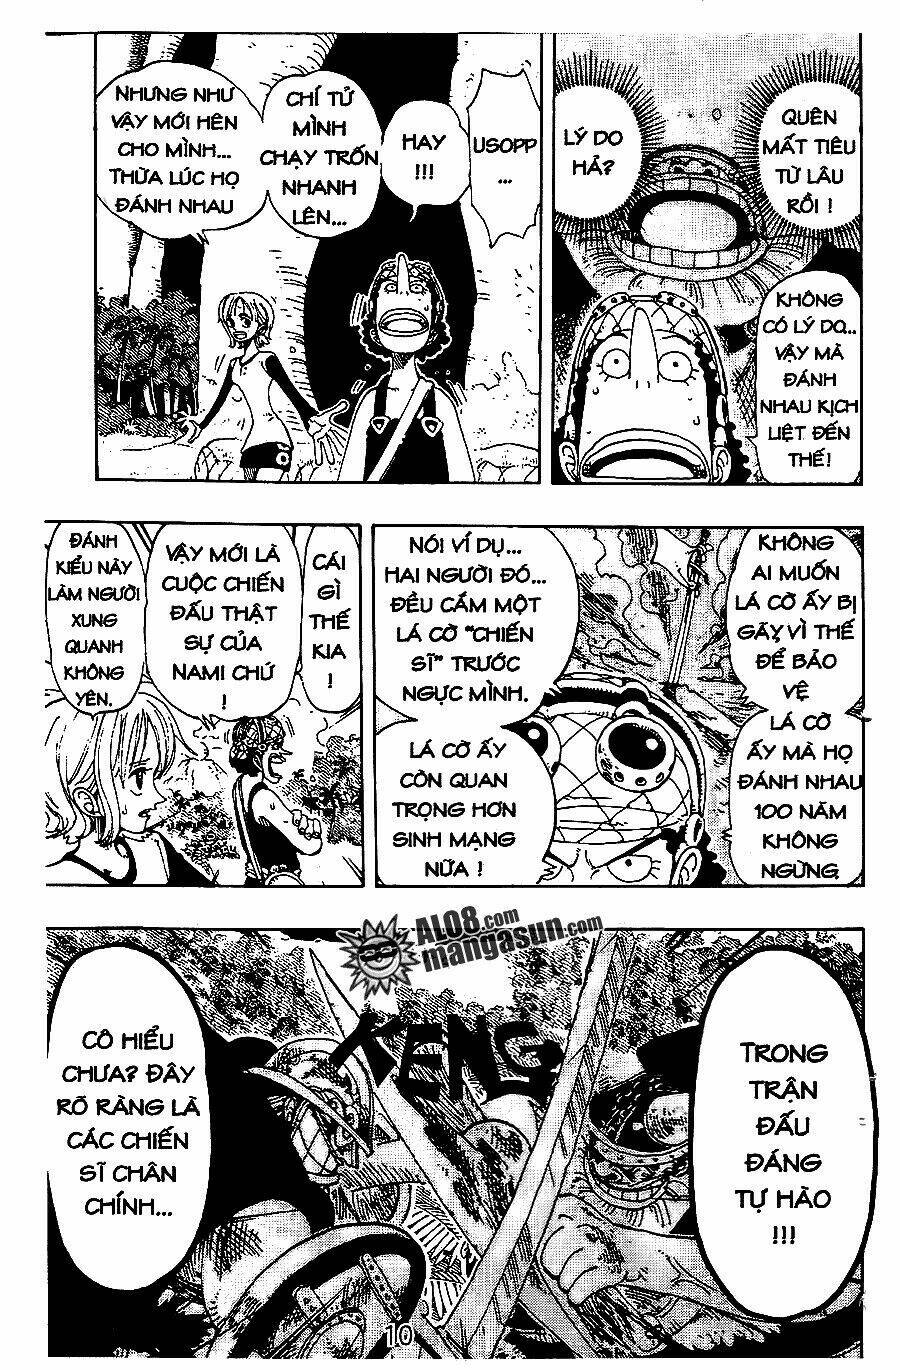 QUÊN
MẤT TIÊU
TỪ LÂU
RỒI !
LÝ DO
HẢ?
KHÔNG
CÓ LÝ DO...
VẬY MÀ
ĐÁNH
NHAU KỊCH
LIỆT ĐẾN
THẾ!
USOPP
...
HAY
!!!
CHÍ TỬ
MÌNH
CHẠY TRỐN
NHANH
LÊN...
NHƯNG NHƯ
VẬY MỚI HÊN
CHO MÌNH...
THỪA LÚC HỌ
ĐÁNH NHAU
KHÔNG
AI MUỐN
LÁ CỜ ẤY BỊ
GÃY, VÌ THẾ
ĐỂ BẢO
VỆ
LÁ CỜ
ẤY MÀ HỌ
ĐÁNH NHAU
100 NĂM
KHÔNG
NGỪNG
NÓI VÍ DỤ...
HAI NGƯỜI ĐÓ...
ĐỀU CẮM MỘT
LÁ CỜ "CHIẾN
SĨ" TRƯỚC
NGỰC MÌNH.
LÁ CỜ ẤY
CÒN QUAN
TRỌNG HƠN
SINH MẠNG
NỮA !
CÁI
GÌ
THẾ
KIA
!
VẬY MỚI LÀ
CUỘC CHIẾN
ĐẤU THẬT
SỰ CỦA
NAMI CHỨ
!
ĐÁNH
KIỂU NÀY
LÀM NGƯỜI
XUNG
QUANH
KHÔNG
YÊN.
ALO8.com
mangasun.com
KENG
TRONG
TRẬN
ĐẤU
ĐÁNG
TỰ HÀO
!!!
CÔ HIỂU
CHƯA? ĐÂY
RÕ RÀNG LÀ
CÁC CHIẾN
SĨ CHÂN
CHÍNH...
10